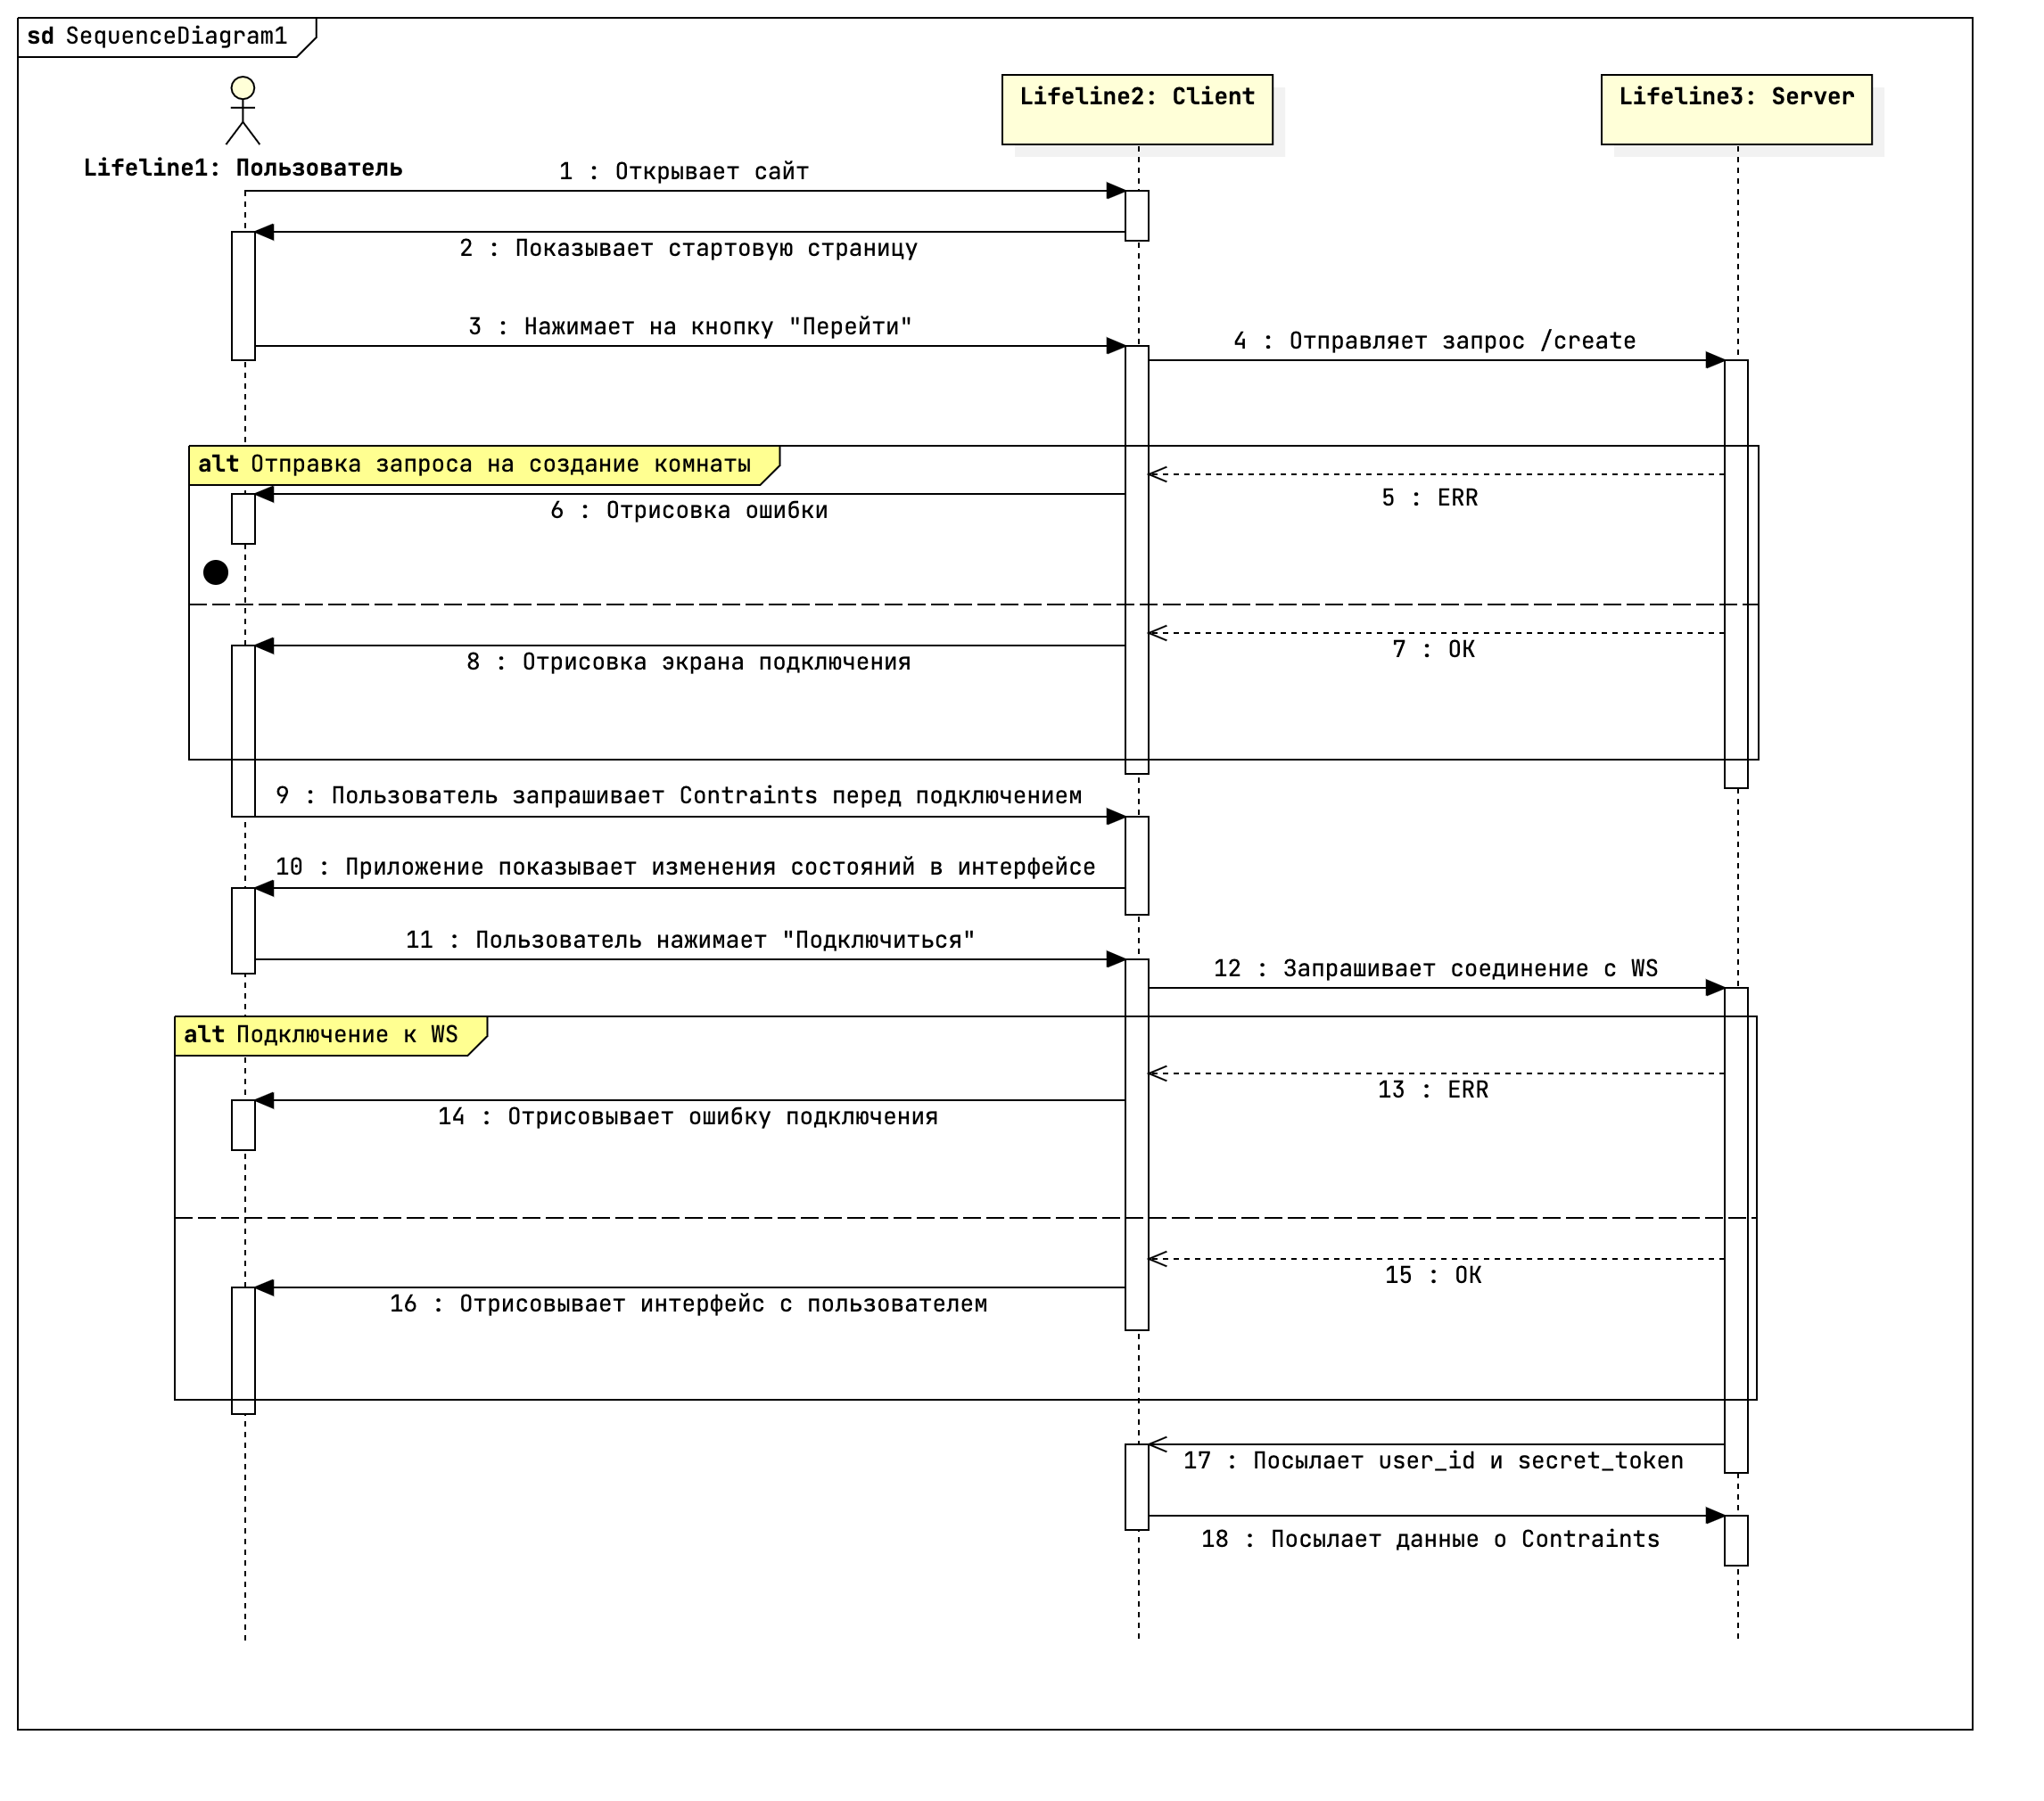 sd SequenceDiagram1
Lifeline2: Client
Lifeline3: Server
Lifeline1: Пользователь
1 : Открывает сайт
2 : Показывает стартовую страницу
3 : Нажимает на кнопку "Перейти"
4 : Отправляет запрос /create
alt Отправка запроса на создание комнаты
5 : ERR
6 : Отрисовка ошибки
7 : OK
8 : Отрисовка экрана подключения
9 : Пользователь запрашивает Contraints перед подключением
10 : Приложение показывает изменения состояний в интерфейсе
11 : Пользователь нажимает "Подключиться"
12 : Запрашивает соединение с WS
alt Подключение к WS
13 : ERR
14 : Отрисовывает ошибку подключения
15 : OK
16 : Отрисовывает интерфейс с пользователем
17 : Посылает user_id и secret_token
18 : Посылает данные о Contraints